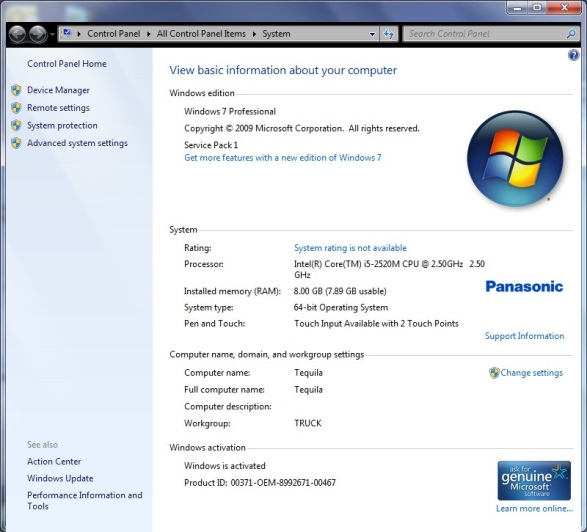 Control Panel ▸ All Control Panel Items ▸ System
Search Control Panel
Control Panel Home
Device Manager
Remote settings
System protection
Advanced system settings
View basic information about your computer
Windows edition
Windows 7 Professional
Copyright © 2009 Microsoft Corporation. All rights reserved.
Service Pack 1
Get more features with a new edition of Windows 7
System
Rating: System rating is not available
Processor: Intel(R) Core(TM) i5-2520M CPU @ 2.50GHz 2.50
GHz
Installed memory (RAM): 8.00 GB (7.89 GB usable)
System type: 64-bit Operating System
Pen and Touch: Touch Input Available with 2 Touch Points
Panasonic
Support Information
Computer name, domain, and workgroup settings
Computer name: Tequila
Change settings
Full computer name: Tequila
Computer description:
Workgroup: TRUCK
Windows activation
Windows is activated
Product ID: 00371-OEM-8992671-00467
ask for
genuine
Microsoft
software
Learn more online...
See also
Action Center
Windows Update
Performance Information and
Tools